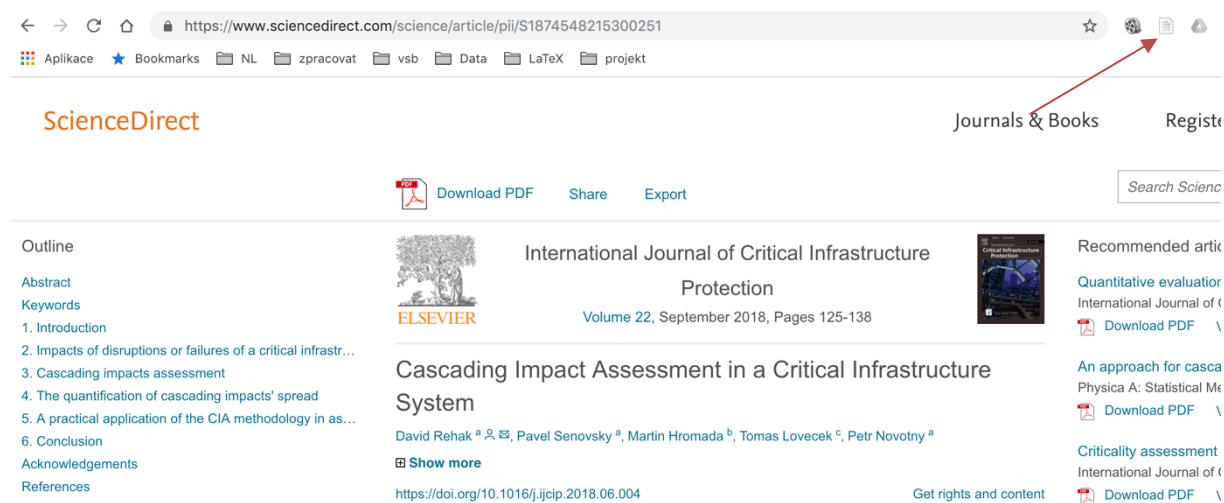 https://www.sciencedirect.com/science/article/pii/S1874548215300251
Aplikace Bookmarks NL zpracovat vsb Data LaTeX projekt
ScienceDirect Journals & Books Registe
Download PDF Share Export Search Scienc
Outline
Abstract
Keywords
1. Introduction
2. Impacts of disruptions or failures of a critical infrastr…
3. Cascading impacts assessment
4. The quantification of cascading impacts' spread
5. A practical application of the CIA methodology in as…
6. Conclusion
Acknowledgements
References
ELSEVIER
International Journal of Critical Infrastructure
Protection
Volume 22, September 2018, Pages 125-138
Critical Infrastructure
Protection
Cascading Impact Assessment in a Critical Infrastructure
System
David Rehak a, Pavel Senovsky a, Martin Hromada b, Tomas Lovecek c, Petr Novotny a
Show more
https://doi.org/10.1016/j.ijcip.2018.06.004 Get rights and content
Recommended artic
Quantitative evaluation
International Journal of C
Download PDF V
An approach for casca
Physica A: Statistical Me
Download PDF V
Criticality assessment
International Journal of C
Download PDF V